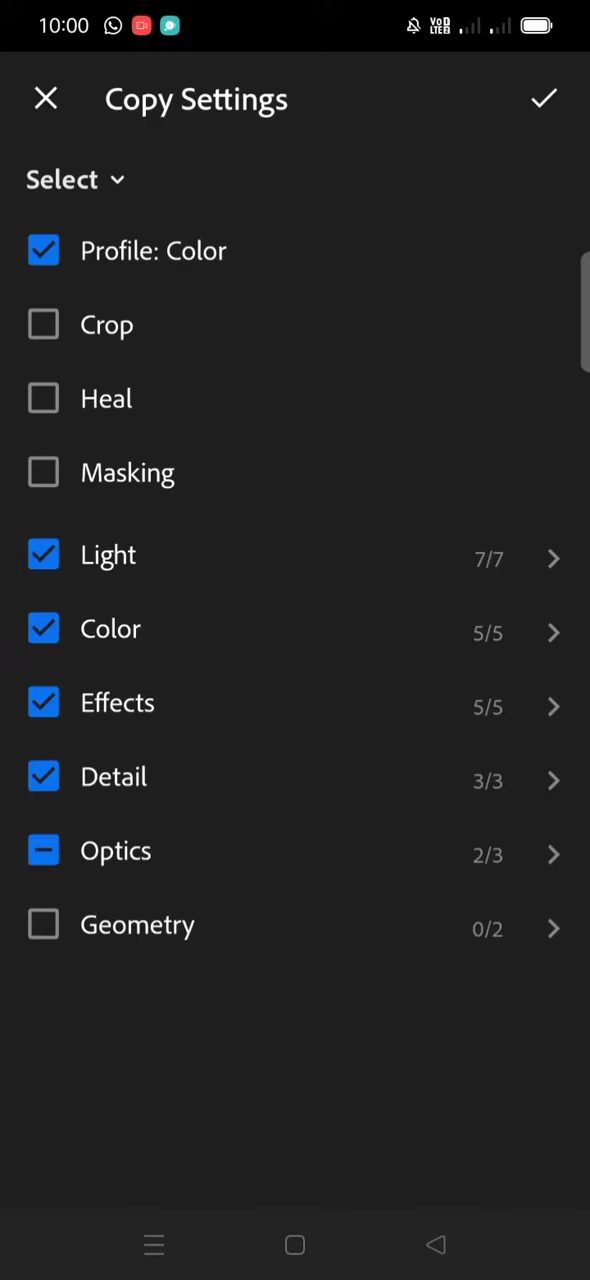 10:00
Copy Settings
Select
Profile: Color
Crop
Heal
Masking
Light 7/7
Color 5/5
Effects 5/5
Detail 3/3
Optics 2/3
Geometry 0/2